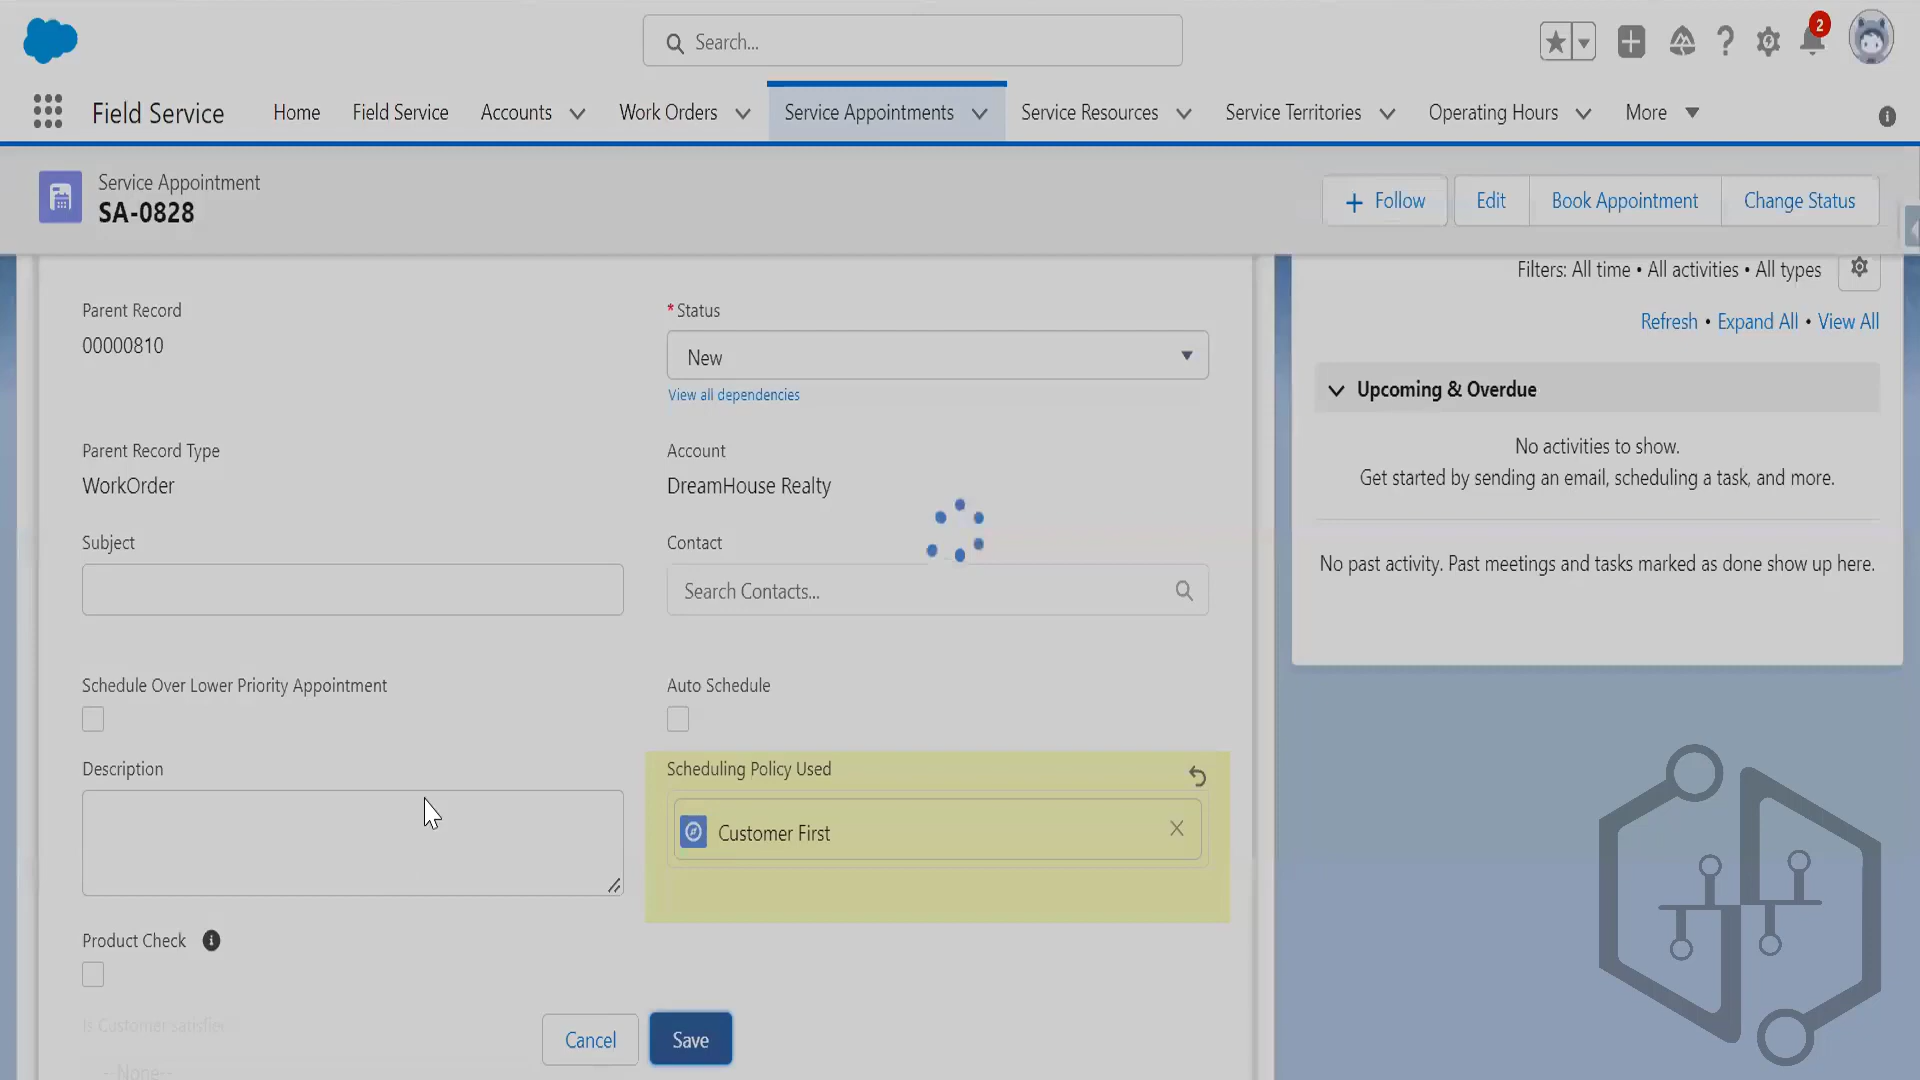 Search...
2
Field Service
Home
Field Service
Accounts
Work Orders
Service Appointments
Service Resources
Service Territories
Operating Hours
More
Service Appointment
SA-0828
Follow
Edit
Book Appointment
Change Status
Filters: All time • All activities • All types
Refresh • Expand All • View All
Parent Record
00000810
* Status
New
View all dependencies
Upcoming & Overdue
No activities to show.
Get started by sending an email, scheduling a task, and more.
No past activity. Past meetings and tasks marked as done show up here.
Parent Record Type
WorkOrder
Account
DreamHouse Realty
Subject
Contact
Search Contacts...
Schedule Over Lower Priority Appointment
Auto Schedule
Description
Scheduling Policy Used
Customer First
Product Check
Is Customer satisfied
--None--
Cancel
Save